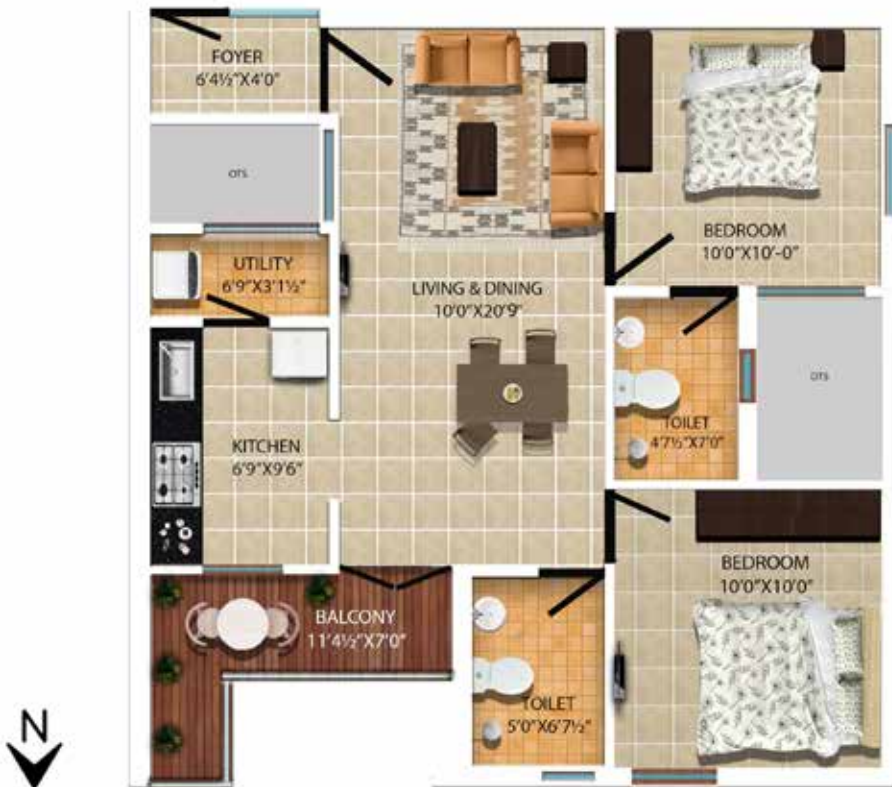 FOYER
6'4½"X4'0"
OTS
UTILITY
6'9"X3'1½"
LIVING & DINING
10'0"X20'9"
BEDROOM
10'0"X10'-0"
OTS
TOILET
4'7½"X7'0"
KITCHEN
6'9"X9'6"
BEDROOM
10'0"X10'0"
BALCONY
11'4½"X7'0"
TOILET
5'0"X6'7½"
N